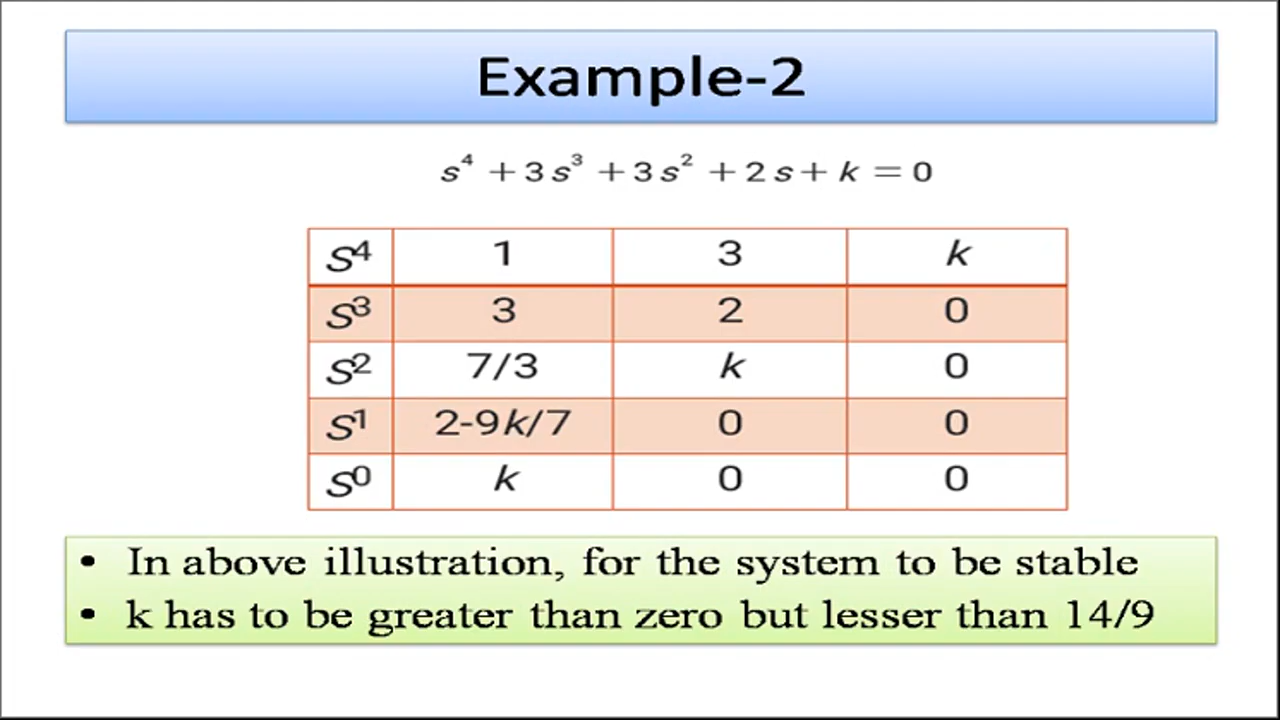 Example-2
s⁴ + 3s³ + 3s² + 2s + k = 0
S⁴ 1 3 k
S³ 3 2 0
S² 7/3 k 0
S¹ 2-9k/7 0 0
S⁰ k 0 0
• In above illustration, for the system to be stable
• k has to be greater than zero but lesser than 14/9